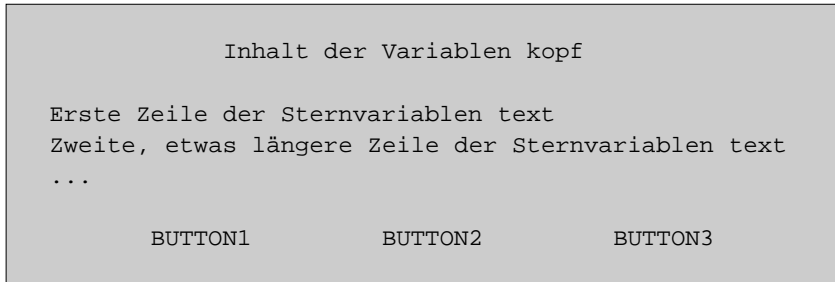 Inhalt der Variablen kopf
Erste Zeile der Sternvariablen text
Zweite, etwas längere Zeile der Sternvariablen text
...
BUTTON1 BUTTON2 BUTTON3